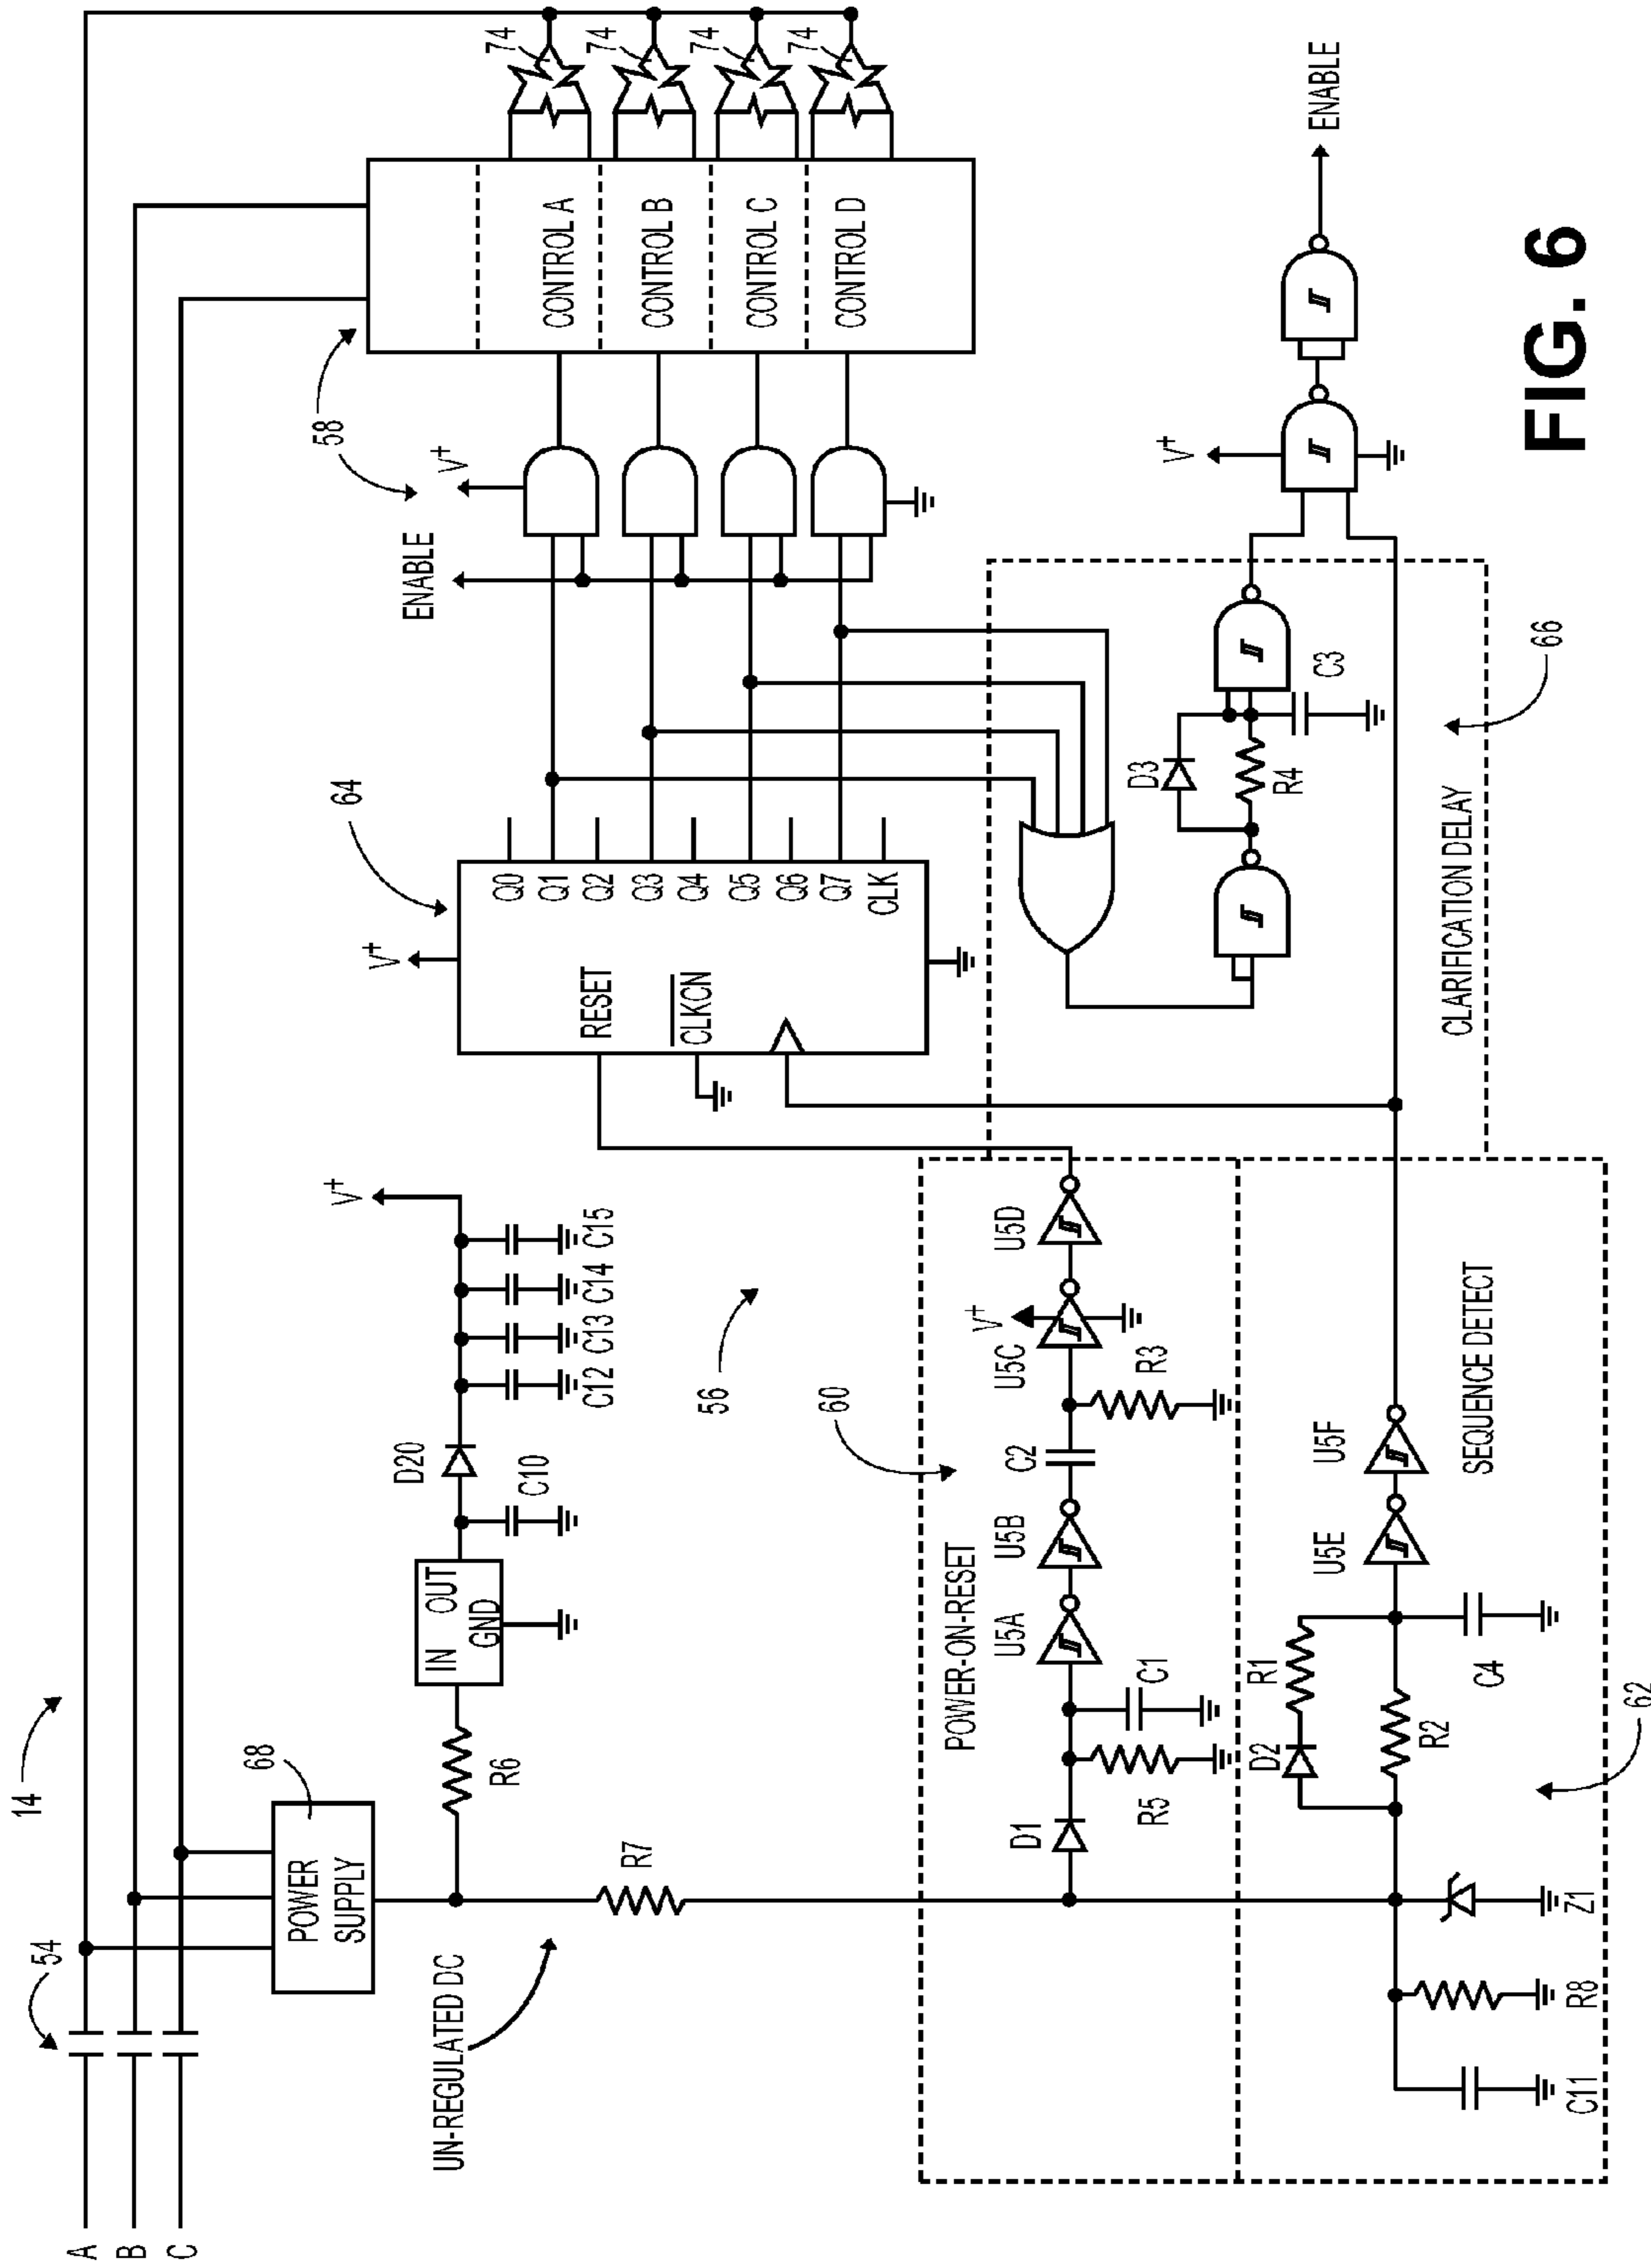 14
54
A
B
C
68
POWER
SUPPLY
UN-REGULATED DC
R7
R6
IN
OUT
GND
C10
D20
C12
C13
C14
C15
V+
56
64
V+
RESET
CLKCN
Q0
Q1
Q2
Q3
Q4
Q5
Q6
Q7
CLK
ENABLE
V+
58
CONTROL A
CONTROL B
CONTROL C
CONTROL D
74
74
74
74
60
POWER-ON-RESET
D1
R5
C1
U5A
U5B
C2
R3
U5C
V+
U5D
C11
R8
Z1
D2
R1
R2
C4
U5E
U5F
SEQUENCE DETECT
62
CLARIFICATION DELAY
D3
R4
C3
66
V+
ENABLE
FIG. 6